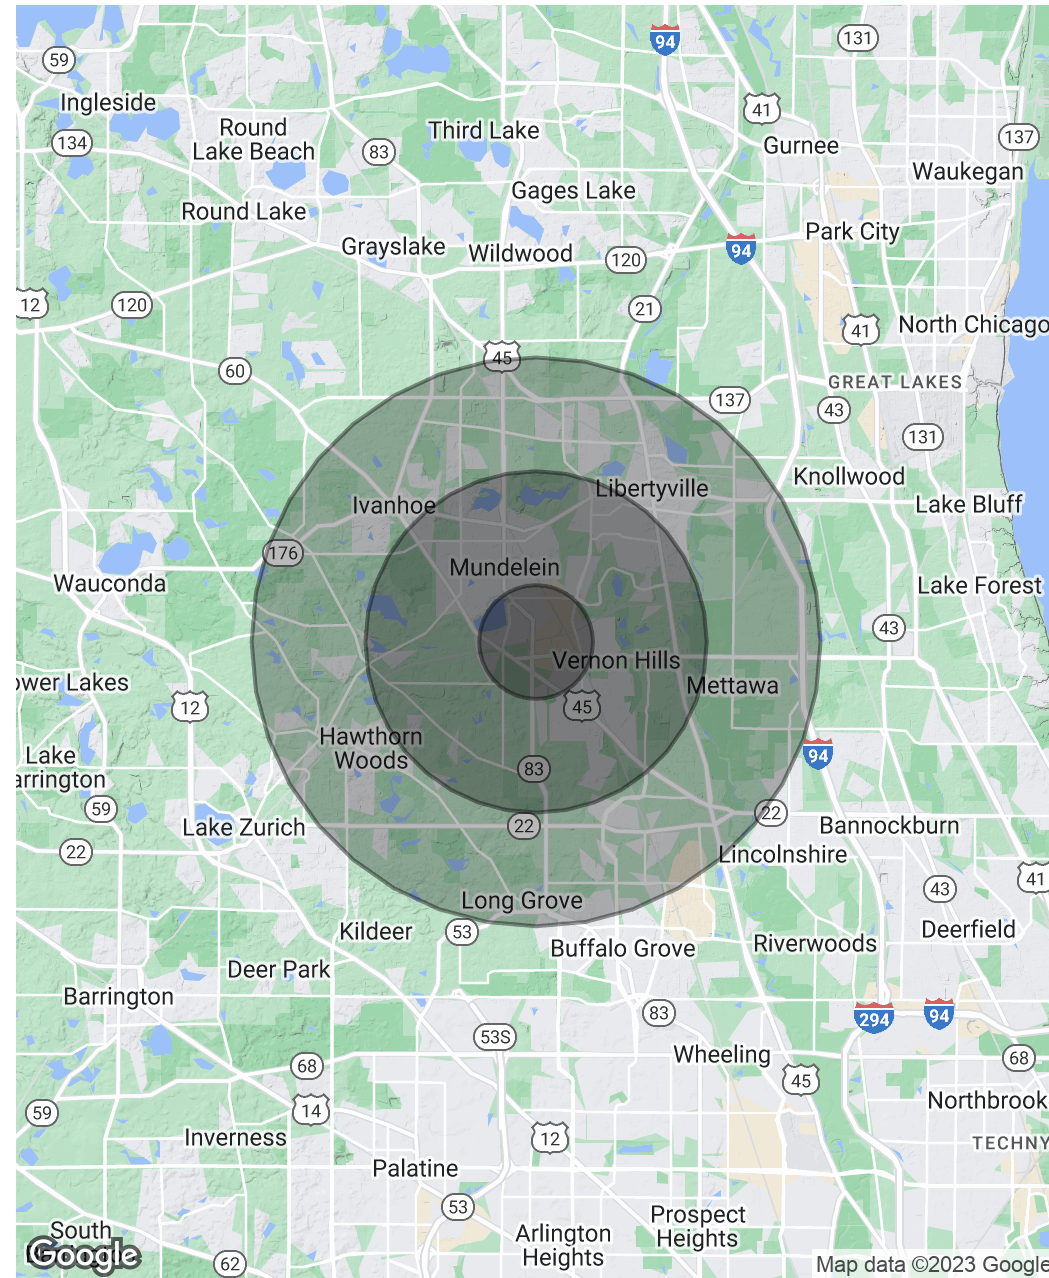 94
131
59
Ingleside
41
Round
Lake Beach
134
83
Third Lake
Gurnee
137
Waukegan
Gages Lake
Round Lake
Grayslake
Wildwood
120
94
Park City
12
120
21
41
North Chicago
45
60
GREAT LAKES
137
43
131
Knollwood
Libertyville
Ivanhoe
Lake Bluff
176
Wauconda
Mundelein
Lake Forest
43
Vernon Hills
ower Lakes
Mettawa
12
45
Hawthorn
Woods
Lake
arrington
94
83
59
22
22
Lake Zurich
Bannockburn
22
Lincolnshire
41
43
Long Grove
Kildeer
53
Deerfield
Buffalo Grove
Riverwoods
Deer Park
Barrington
83
294
94
53S
Wheeling
68
68
45
59
14
Northbrook
Inverness
12
TECHNY
Palatine
53
Prospect
Heights
South
Arlington
Heights
Google
62
Map data ©2023 Google